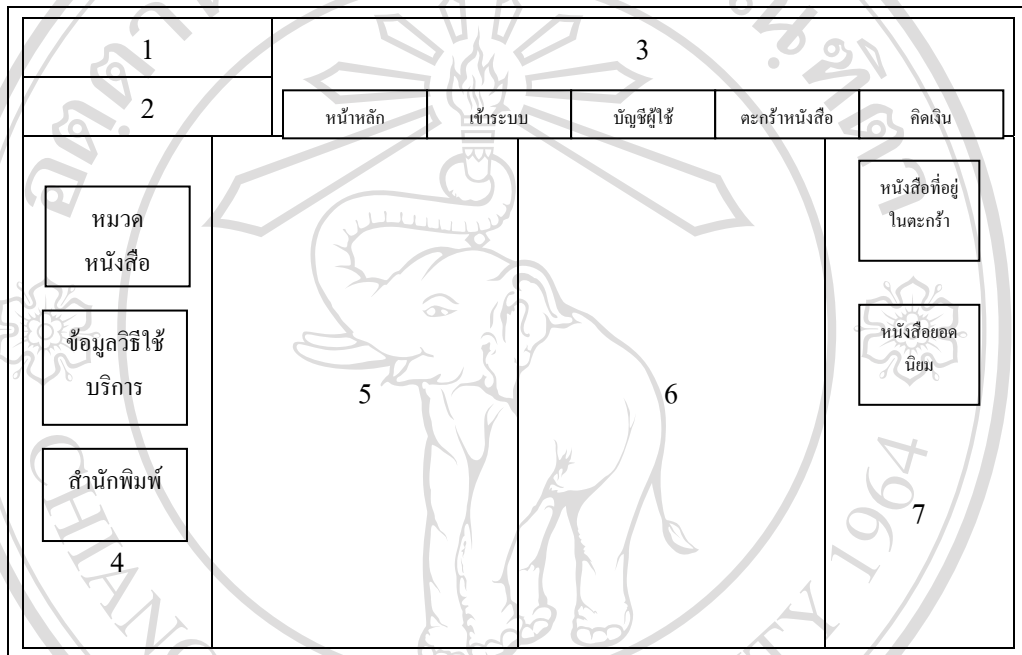 1
3
2
หน้าหลัก
เข้าระบบ
บัญชีผู้ใช้
ตะกร้าหนังสือ
คิดเงิน
หมวด
หนังสือ
ข้อมูลวิธีใช้
บริการ
สำนักพิมพ์
4
5
6
หนังสือที่อยู่
ในตะกร้า
หนังสือยอด
นิยม
7
1964